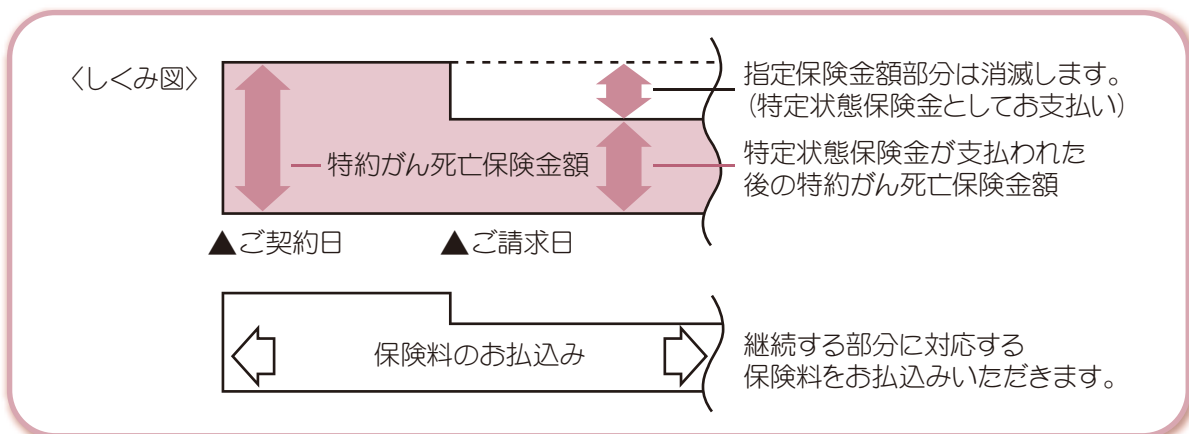 〈しくみ図〉
指定保険金額部分は消滅します。
（特定状態保険金としてお支払い）
特約がん死亡保険金額
特定状態保険金が支払われた
後の特約がん死亡保険金額
▲ご契約日
▲ご請求日
保険料のお払込み
継続する部分に対応する
保険料をお払込みいただきます。